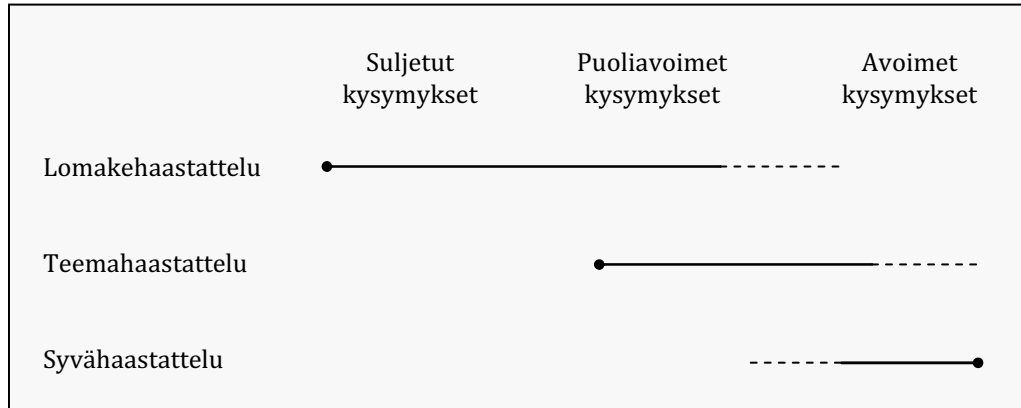 Suljetut
kysymykset
Puoliavoimet
kysymykset
Avoimet
kysymykset
Lomakehaastattelu
Teemahaastattelu
Syvähaastattelu